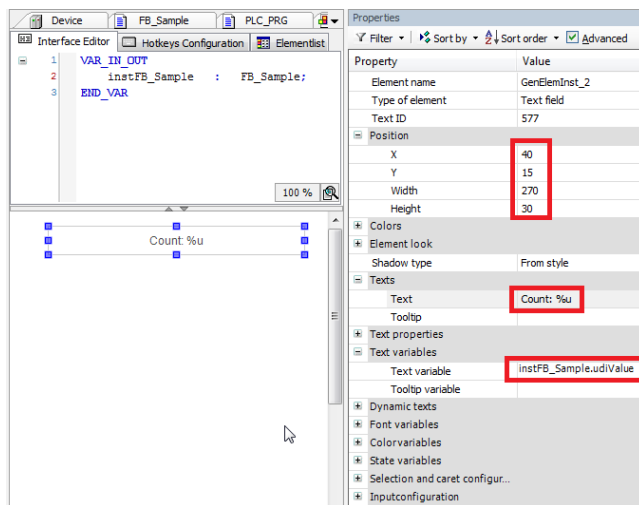 Device FB_Sample PLC_PRG
Interface Editor Hotkeys Configuration Elementlist
1 VAR_IN_OUT
2 instFB_Sample : FB_Sample;
3 END_VAR
100 %
Count: %u
Properties
Filter Sort by Sort order Advanced
Property Value
Element name GenElemInst_2
Type of element Text field
Text ID 577
Position
X 40
Y 15
Width 270
Height 30
Colors
Element look
Shadow type From style
Texts
Text Count: %u
Tooltip
Text properties
Text variables
Text variable instFB_Sample.udiValue
Tooltip variable
Dynamic texts
Font variables
Colorvariables
State variables
Selection and caret configur...
Inputconfiguration